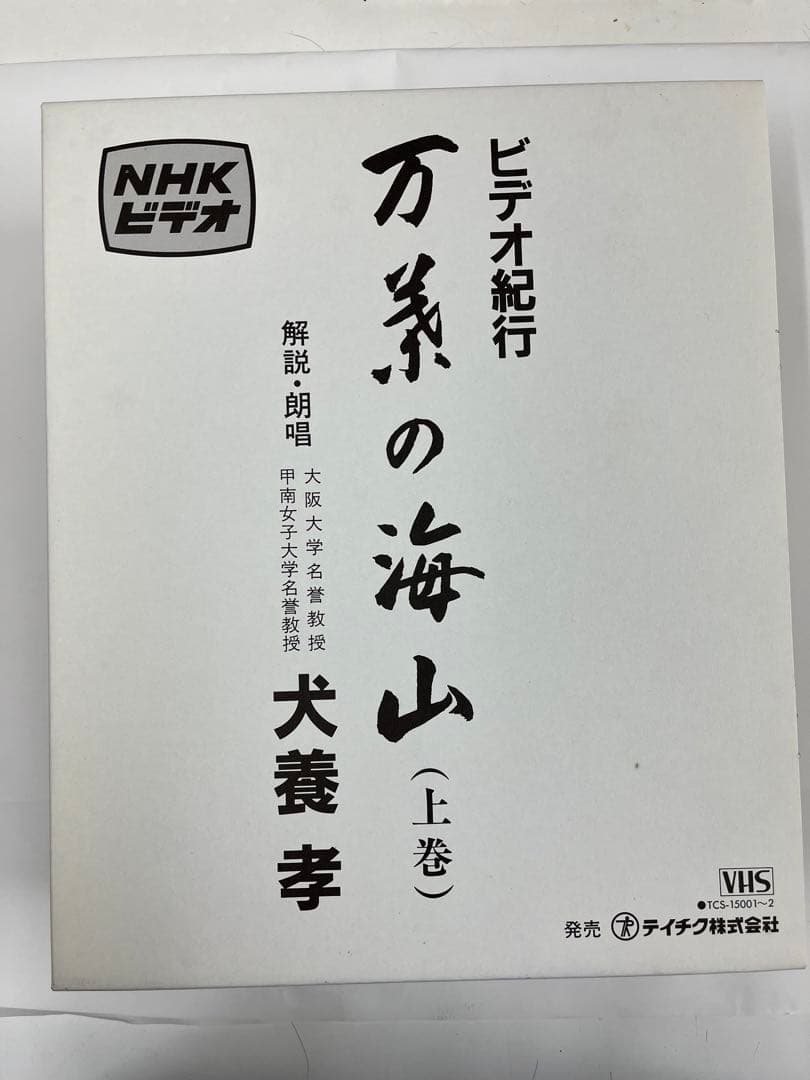 ビデオ紀行
万葉の海山(上巻)
解説・朗唱
大阪大学名誉教授
甲南女子大学名誉教授
犬養 孝
NHK
ビデオ
VHS
●TCS-15001〜2
発売 テイチク株式会社